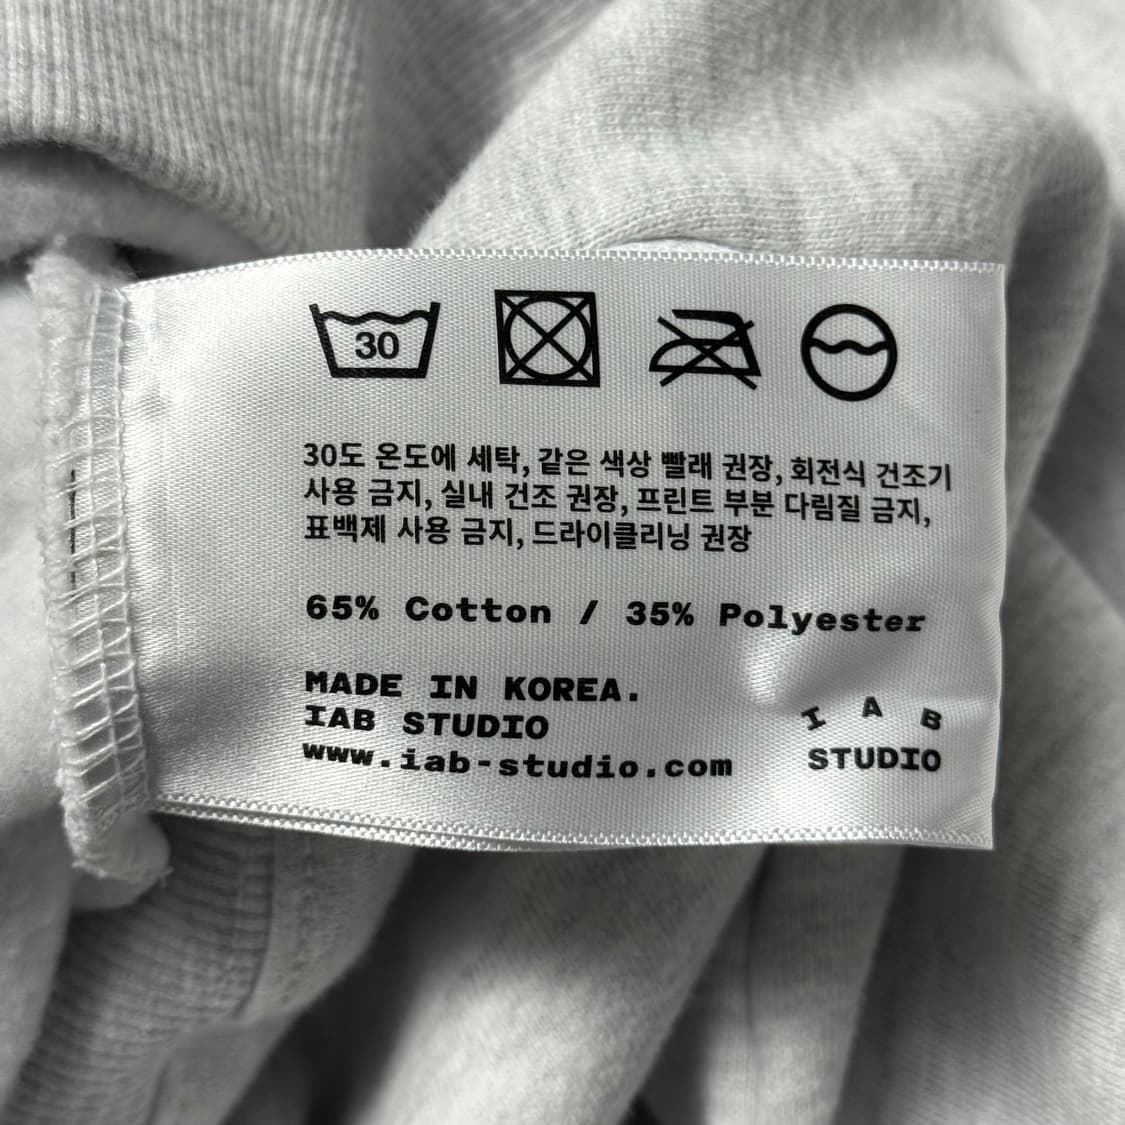 30
30도 온도에 세탁, 같은 색상 빨래 권장, 회전식 건조기
사용 금지, 실내 건조 권장, 프린트 부분 다림질 금지,
표백제 사용 금지, 드라이클리닝 권장
65% Cotton / 35% Polyester
MADE IN KOREA.
IAB STUDIO
www.iab-studio.com
I A B
STUDIO